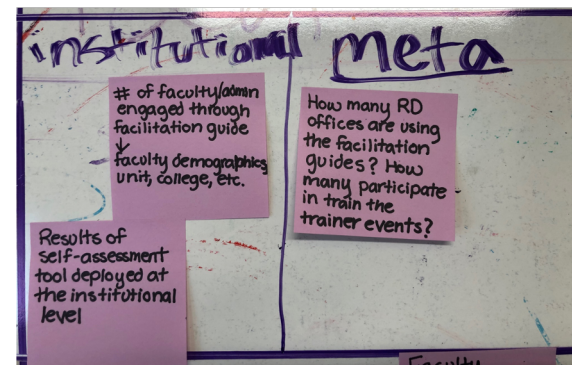 institutional
meta
# of faculty/admin
engaged through
facilitation guide
↓
faculty demographics
unit, college, etc.
How many RD
offices are using
the facilitation
guides? How
many participate
in train the
trainer events?
Results of
self-assessment
tool deployed at
the institutional
level
Faculty